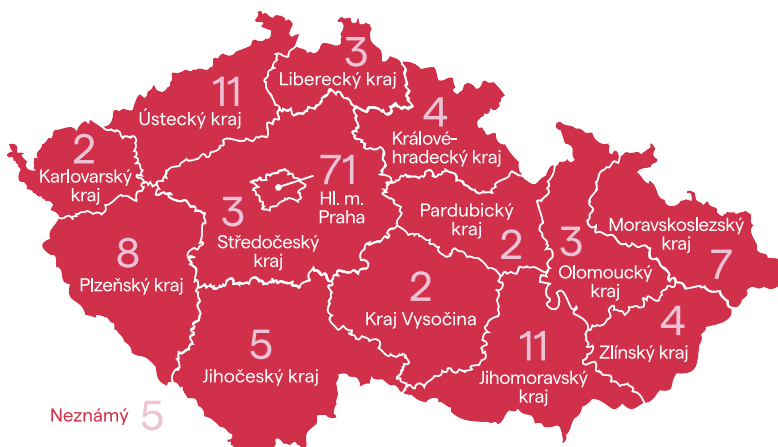 3
Liberecký kraj
11
Ústecký kraj
4
Králové-
hradecký kraj
2
Karlovarský
kraj
71
Hl. m.
Praha
3
Středočeský
kraj
Pardubický
kraj
2
Moravskoslezský
kraj
7
3
Olomoucký
kraj
8
Plzeňský kraj
2
Kraj Vysočina
4
Zlínský kraj
5
Jihočeský kraj
11
Jihomoravský
kraj
Neznámý 5